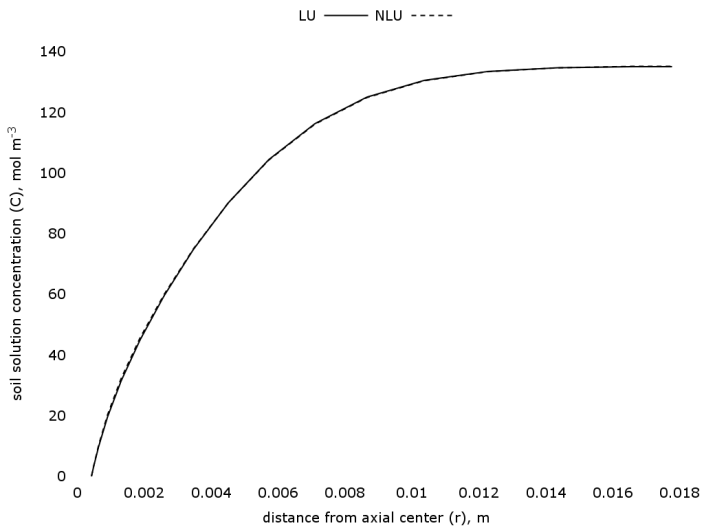 LU NLU
140
120
100
80
60
40
20
0
soil solution concentration (C), mol m⁻³
0 0.002 0.004 0.006 0.008 0.01 0.012 0.014 0.016 0.018
distance from axial center (r), m